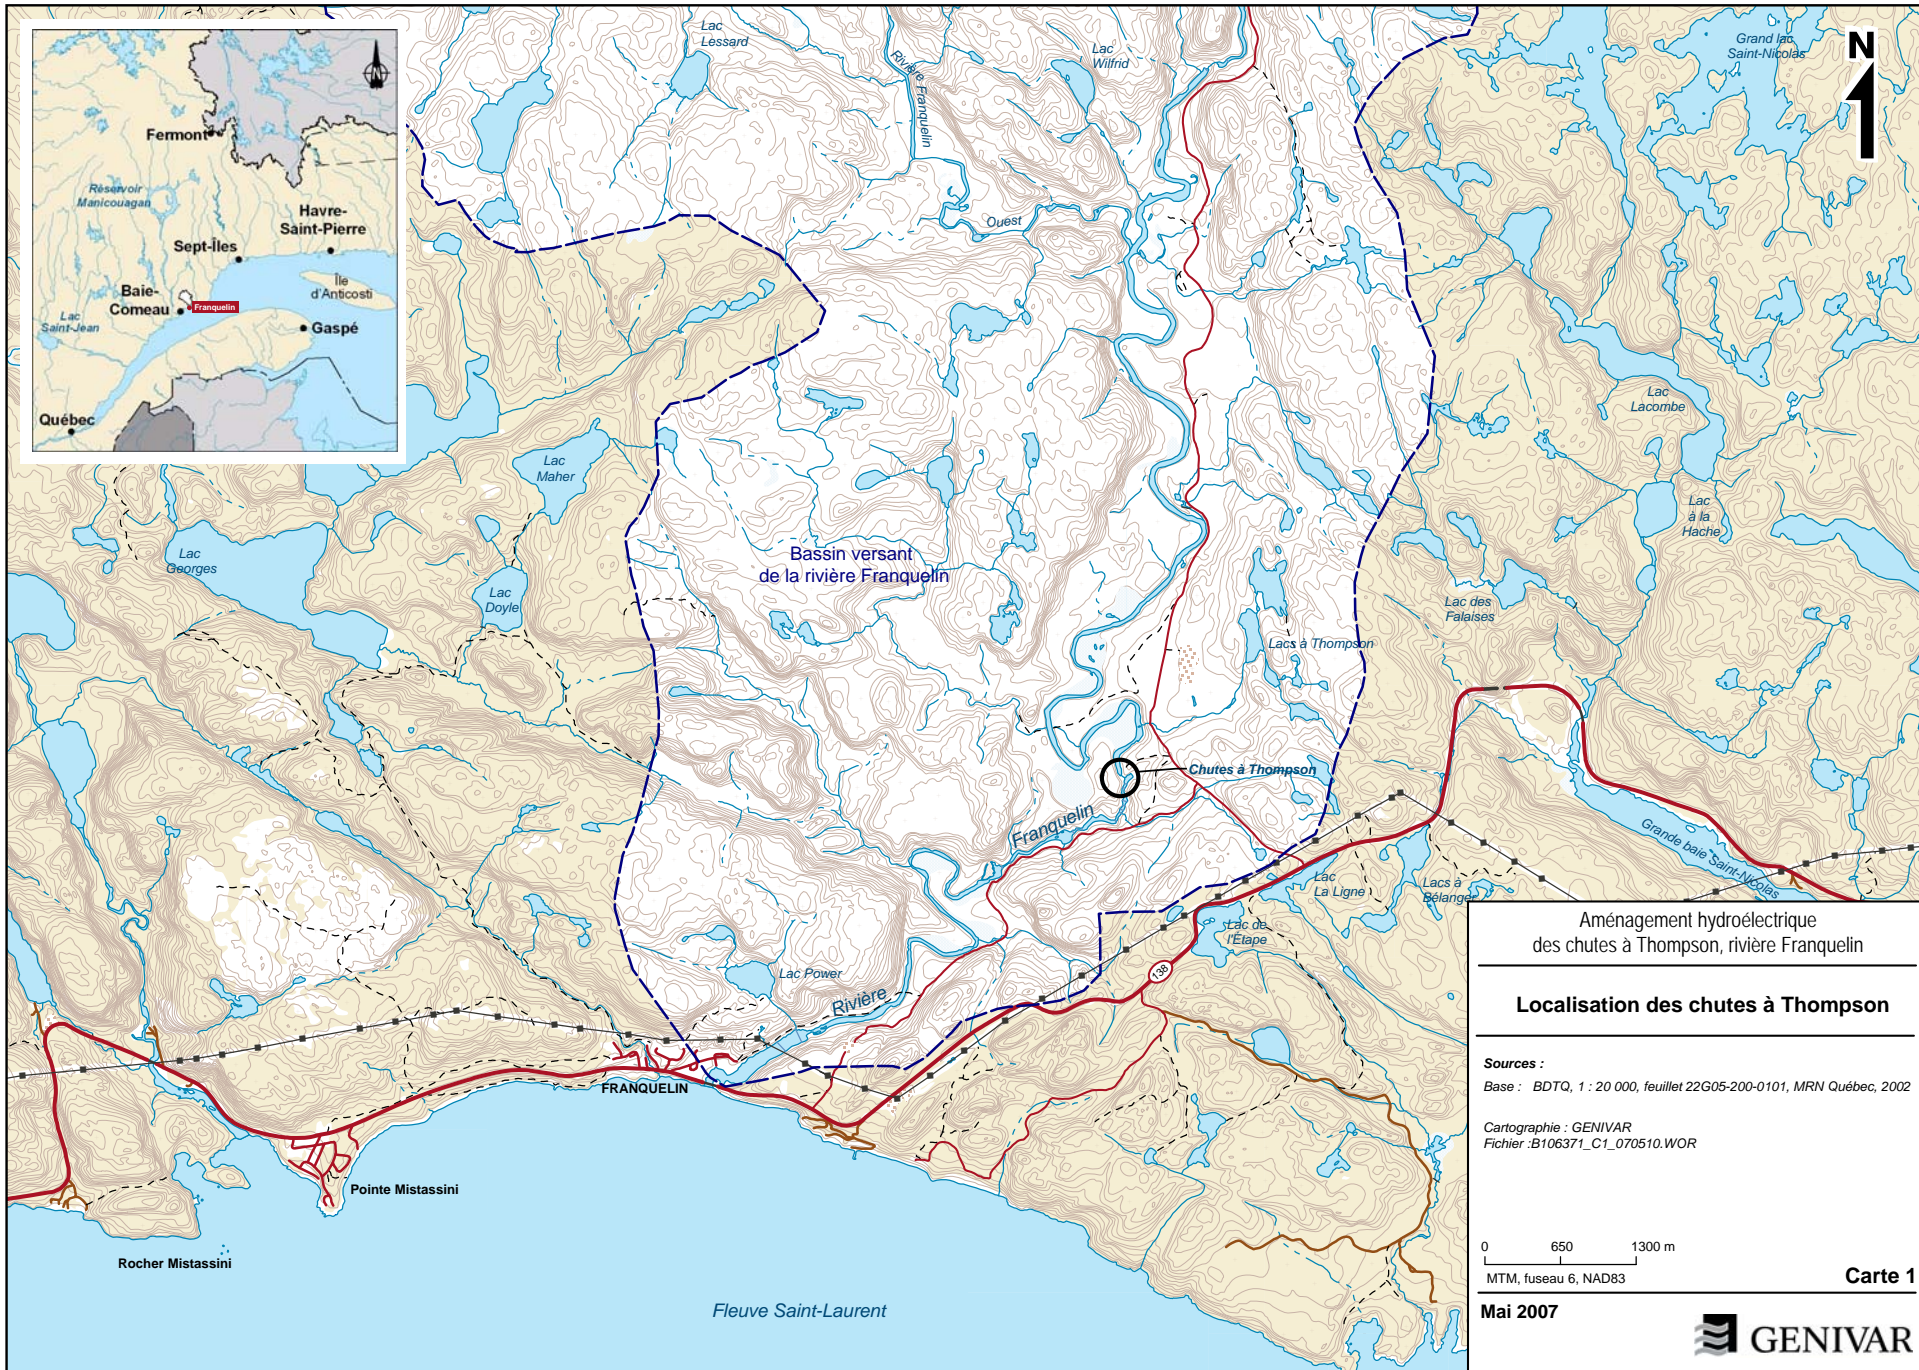 Fermont
Réservoir
Manicouagan
Havre-
Saint-Pierre
Sept-Îles
Île
d'Anticosti
Baie-
Comeau
Franquelin
Lac
Saint-Jean
Gaspé
Québec
N
Lac
Lessard
Rivière Franquelin
Ouest
Lac
Wilfrid
Grand lac
Saint-Nicolas
N
Lac
Lacombe
Lac
à la
Hache
Lac
Maher
Lac
Georges
Lac
Doyle
Bassin versant
de la rivière Franquelin
Lac des
Falaises
Lacs à Thompson
Chutes à Thompson
Franquelin
Grande baie Saint-Nicolas
Lac
La Ligne
Lacs à
Bélanger
Lac de
l'Étape
138
Lac Power
Rivière
FRANQUELIN
Pointe Mistassini
Rocher Mistassini
Fleuve Saint-Laurent
Aménagement hydroélectrique
des chutes à Thompson, rivière Franquelin
Localisation des chutes à Thompson
Sources :
Base : BDTQ, 1 : 20 000, feuillet 22G05-200-0101, MRN Québec, 2002
Cartographie : GENIVAR
Fichier :B106371_C1_070510.WOR
0 650 1300 m
MTM, fuseau 6, NAD83
Carte 1
Mai 2007
GENIVAR